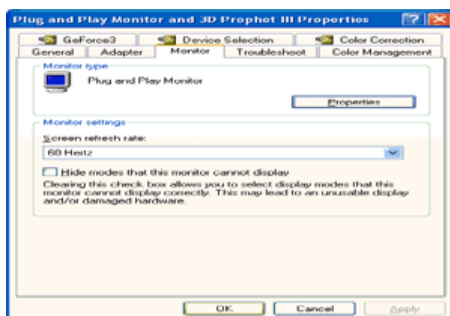 Plug and Play Monitor and 3D Prophet III Properties
GeForce3 Device Selection Color Correction
General Adapter Monitor Troubleshoot Color Management
Monitor type
Plug and Play Monitor
Properties
Monitor settings
Screen refresh rate:
60 Hertz
Hide modes that this monitor cannot display
Clearing this check box allows you to select display modes that this
monitor cannot display correctly. This may lead to an unusable display
and/or damaged hardware.
OK Cancel Apply